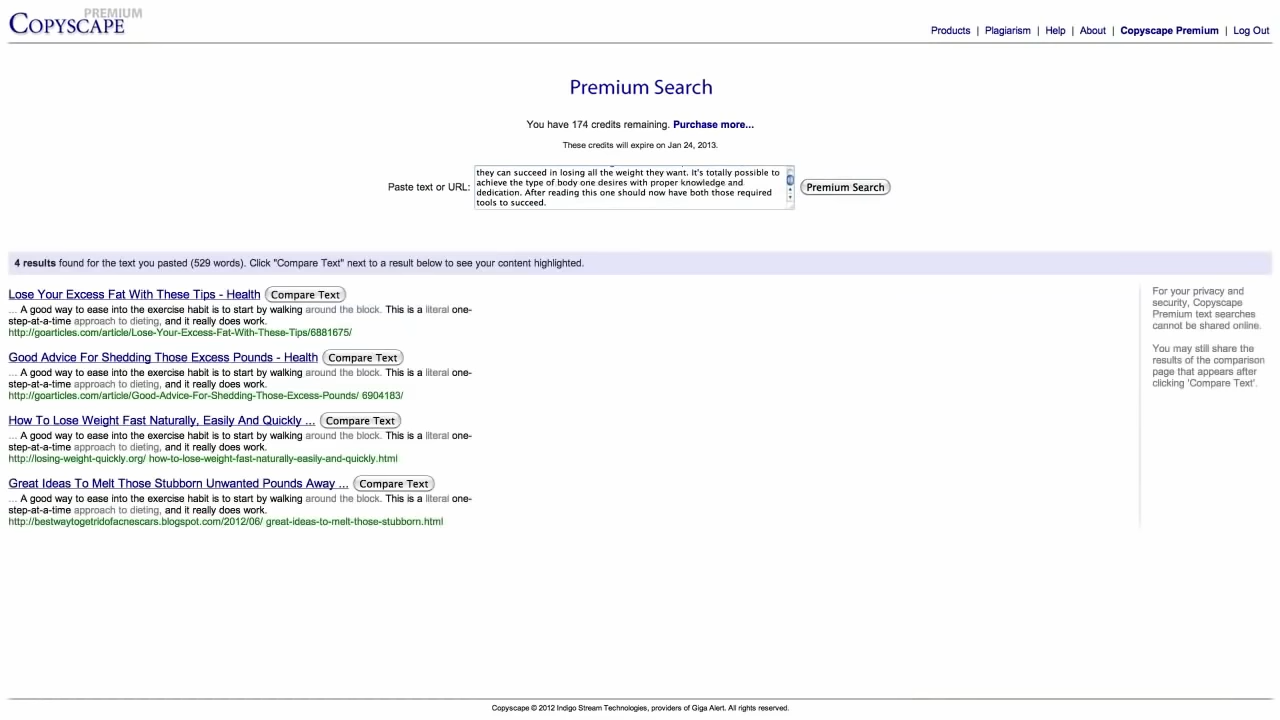 PREMIUM
COPYSCAPE
Products | Plagiarism | Help | About | Copyscape Premium | Log Out
Premium Search
You have 174 credits remaining. Purchase more...
These credits will expire on Jan 24, 2013.
Paste text or URL:
they can succeed in losing all the weight they want. It's totally possible to
achieve the type of body one desires with proper knowledge and
dedication. After reading this one should now have both those required
tools to succeed.
Premium Search
4 results found for the text you pasted (529 words). Click "Compare Text" next to a result below to see your content highlighted.
Lose Your Excess Fat With These Tips - Health Compare Text
... A good way to ease into the exercise habit is to start by walking around the block. This is a literal one-
step-at-a-time approach to dieting, and it really does work.
http://goarticles.com/article/Lose-Your-Excess-Fat-With-These-Tips/6881675/
Good Advice For Shedding Those Excess Pounds - Health Compare Text
... A good way to ease into the exercise habit is to start by walking around the block. This is a literal one-
step-at-a-time approach to dieting, and it really does work.
http://goarticles.com/article/Good-Advice-For-Shedding-Those-Excess-Pounds/ 6904183/
How To Lose Weight Fast Naturally, Easily And Quickly ... Compare Text
... A good way to ease into the exercise habit is to start by walking around the block. This is a literal one-
step-at-a-time approach to dieting, and it really does work.
http://losing-weight-quickly.org/ how-to-lose-weight-fast-naturally-easily-and-quickly.html
Great Ideas To Melt Those Stubborn Unwanted Pounds Away ... Compare Text
... A good way to ease into the exercise habit is to start by walking around the block. This is a literal one-
step-at-a-time approach to dieting, and it really does work.
http://bestwaytogetridofacnescars.blogspot.com/2012/06/ great-ideas-to-melt-those-stubborn.html
For your privacy and
security, Copyscape
Premium text searches
cannot be shared online.
You may still share the
results of the comparison
page that appears after
clicking 'Compare Text'.
Copyscape © 2012 Indigo Stream Technologies, providers of Giga Alert. All rights reserved.